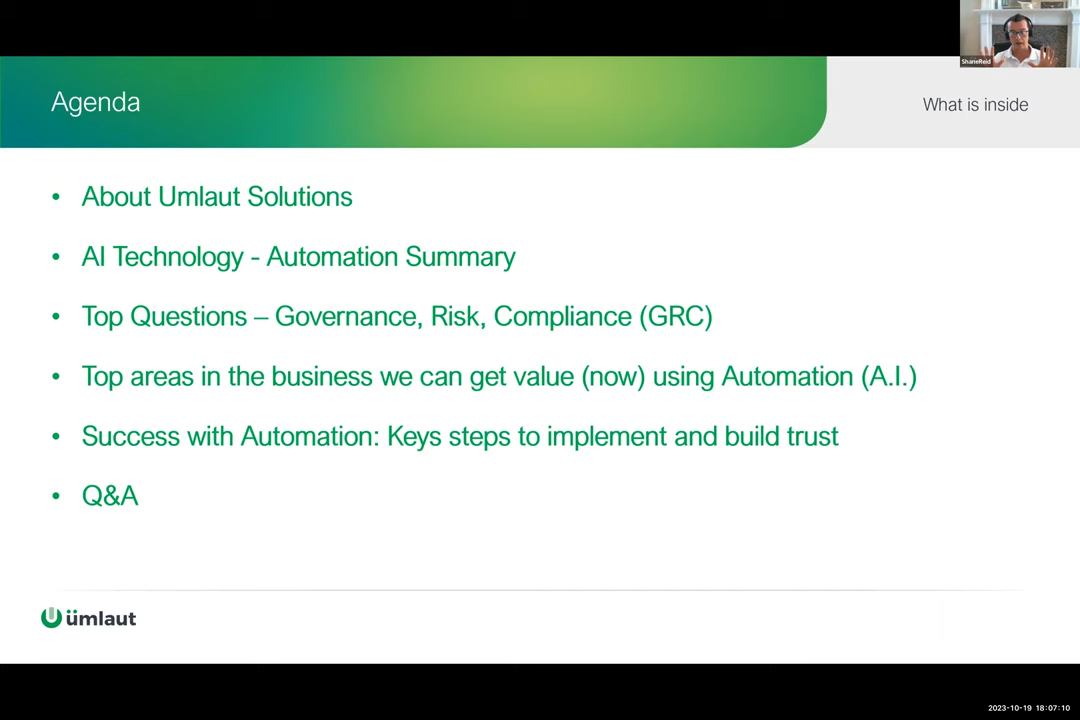 ShaneReid
Agenda
What is inside
• About Umlaut Solutions
• AI Technology - Automation Summary
• Top Questions – Governance, Risk, Compliance (GRC)
• Top areas in the business we can get value (now) using Automation (A.I.)
• Success with Automation: Keys steps to implement and build trust
• Q&A
ümlaut
2023-10-19 18:07:10